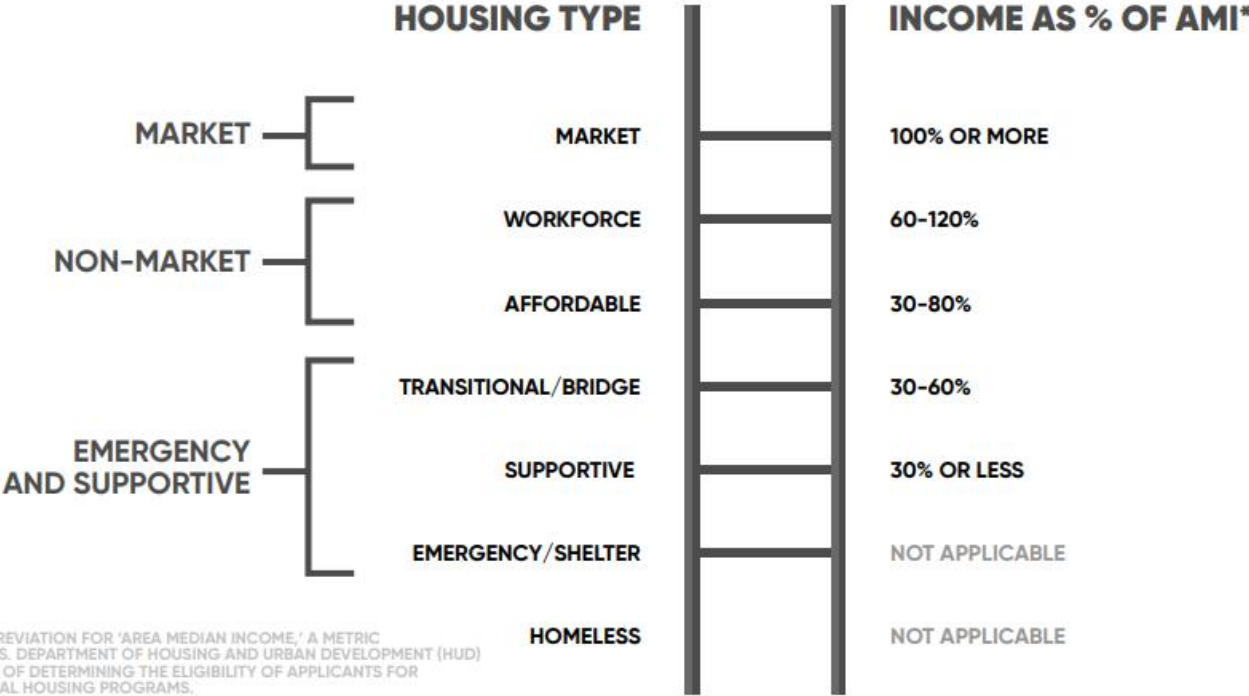 HOUSING TYPE INCOME AS % OF AMI*
MARKET MARKET 100% OR MORE
WORKFORCE 60-120%
NON-MARKET
AFFORDABLE 30-80%
TRANSITIONAL/BRIDGE 30-60%
EMERGENCY
AND SUPPORTIVE
SUPPORTIVE 30% OR LESS
EMERGENCY/SHELTER NOT APPLICABLE
HOMELESS NOT APPLICABLE
FOR 'AREA MEDIAN INCOME,' A METRIC
DEPARTMENT OF HOUSING AND URBAN DEVELOPMENT (HUD)
OF DETERMINING THE ELIGIBILITY OF APPLICANTS FOR
HOUSING PROGRAMS.